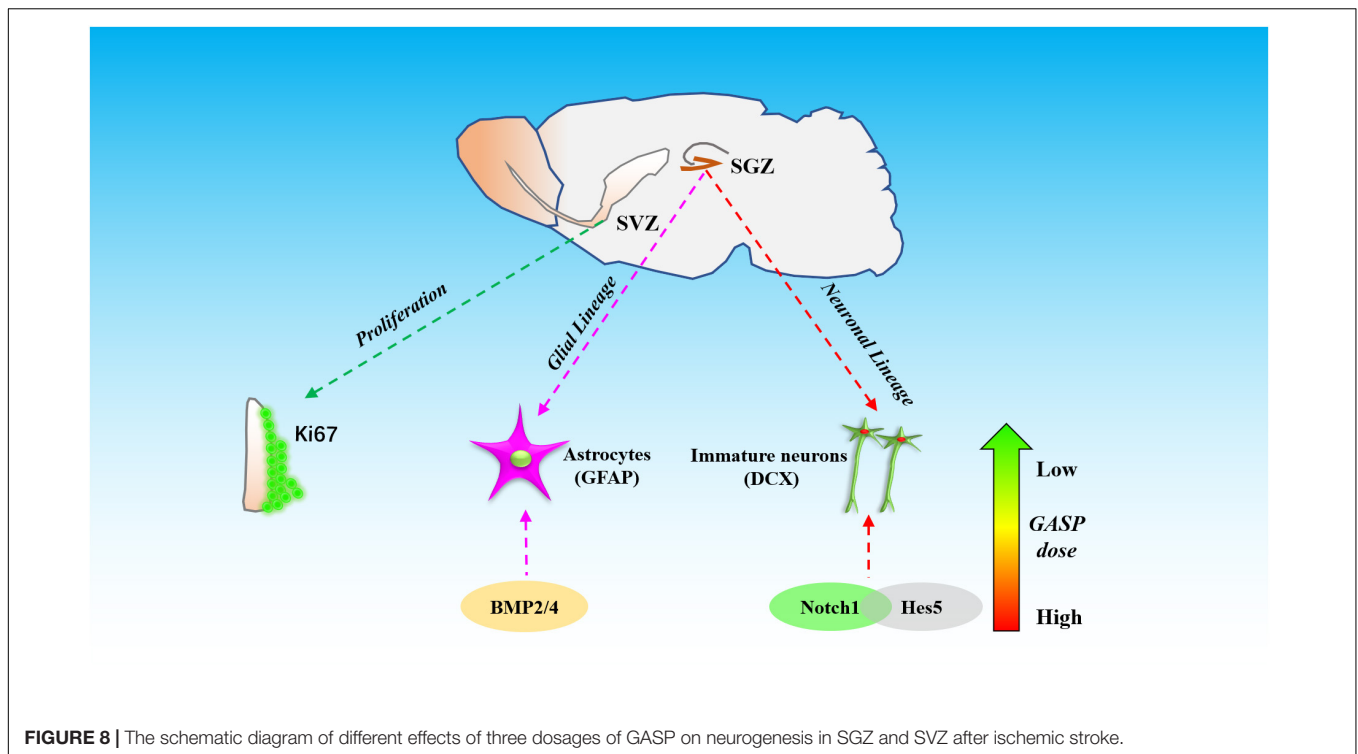 SGZ
SVZ
Proliferation
Glial Lineage
Neuronal Lineage
Ki67
Astrocytes
(GFAP)
Immature neurons
(DCX)
Low
GASP
dose
High
BMP2/4
Notch1
Hes5
FIGURE 8 | The schematic diagram of different effects of three dosages of GASP on neurogenesis in SGZ and SVZ after ischemic stroke.